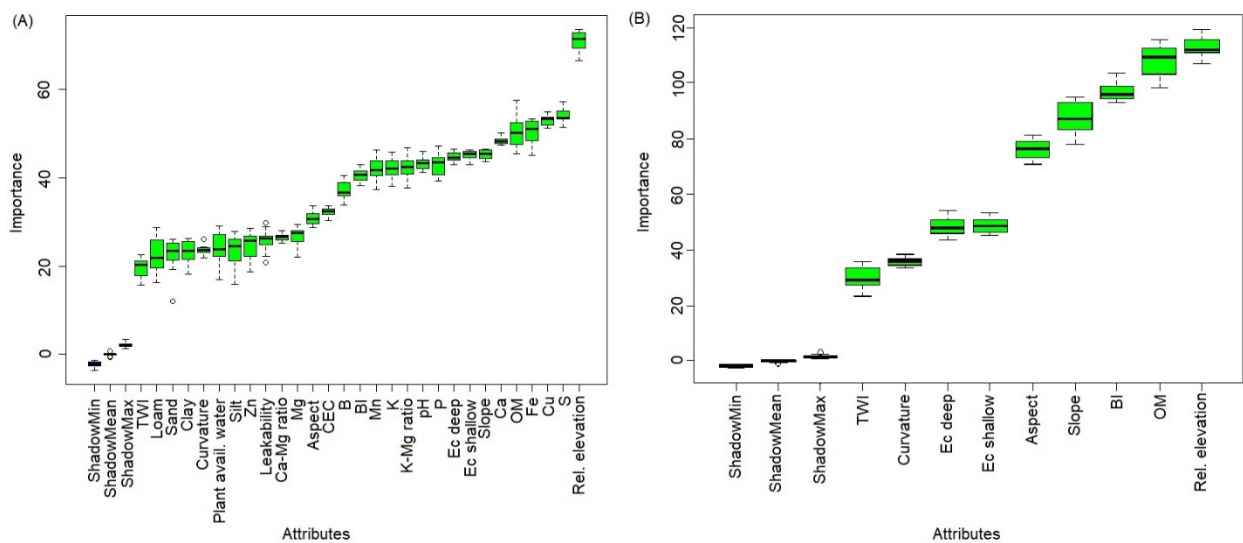 (A)
Importance
60
40
20
0
ShadowMin
ShadowMean
ShadowMax
TWI
Loam
Sand
Clay
Curvature
Plant avail. water
Silt
Zn
Leakability
Ca-Mg ratio
Mg
Aspect
CEC
B
BI
Mn
K
K-Mg ratio
pH
P
Ec deep
Ec shallow
Slope
Ca
OM
Fe
Cu
S
Rel. elevation
Attributes
(B)
Importance
120
100
80
60
40
20
0
ShadowMin
ShadowMean
ShadowMax
TWI
Curvature
Ec deep
Ec shallow
Aspect
Slope
BI
OM
Rel. elevation
Attributes